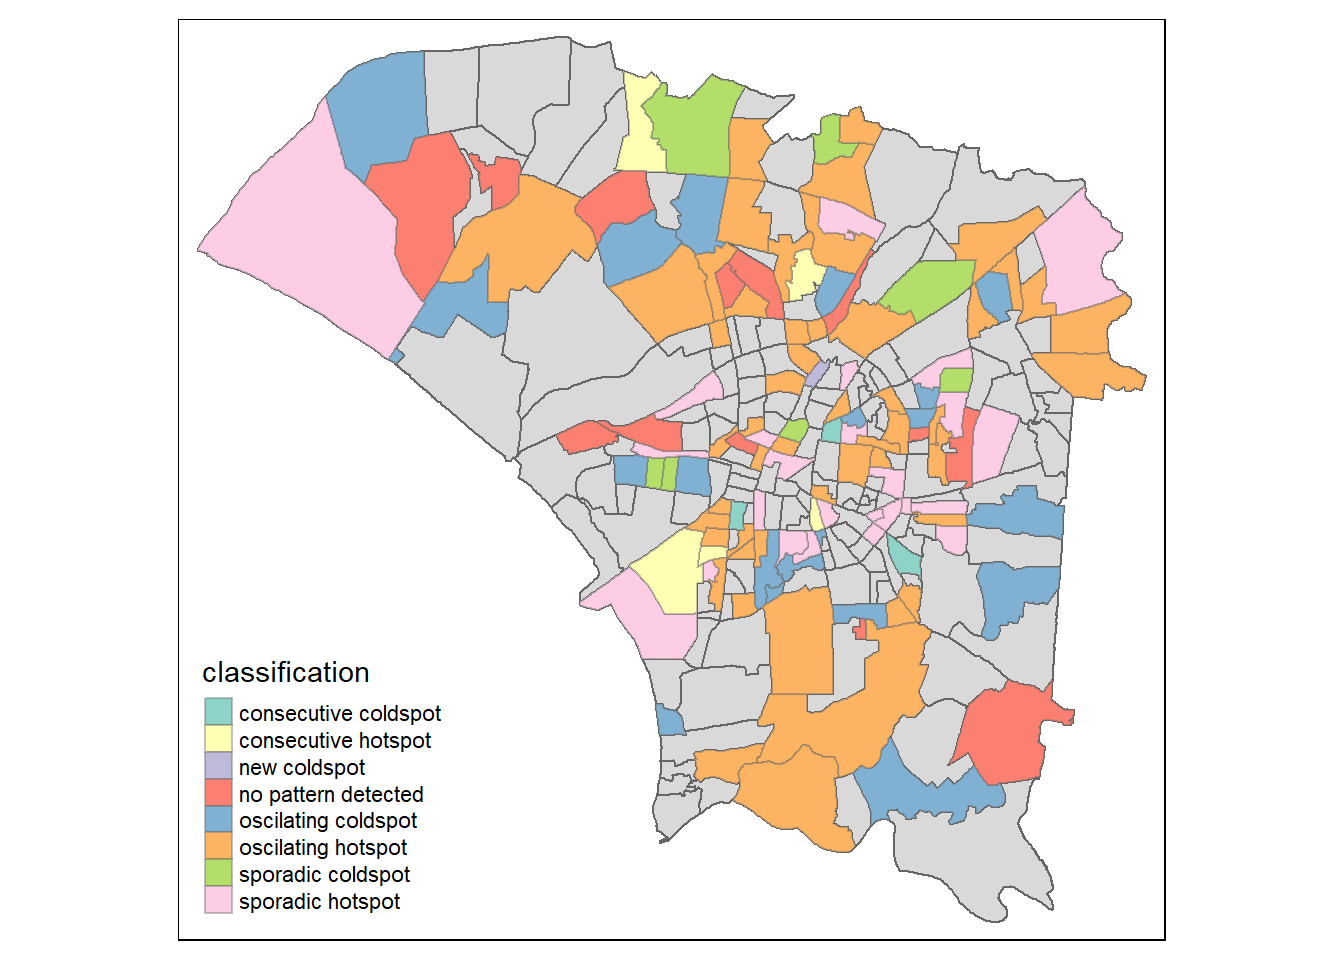 classification
consecutive coldspot
consecutive hotspot
new coldspot
no pattern detected
oscilating coldspot
oscilating hotspot
sporadic coldspot
sporadic hotspot